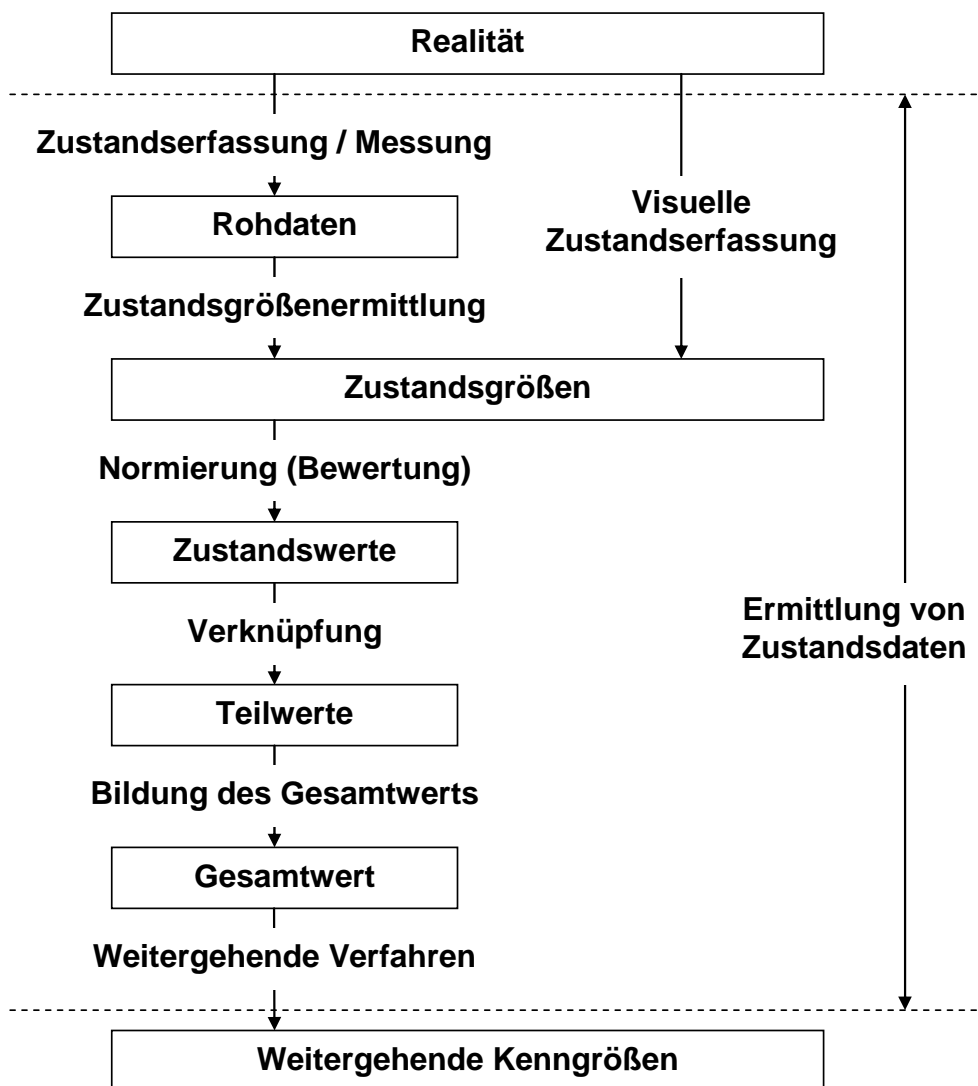 Realität
Zustandserfassung / Messung
Rohdaten
Visuelle
Zustandserfassung
Zustandsgrößenermittlung
Zustandsgrößen
Normierung (Bewertung)
Zustandswerte
Verknüpfung
Ermittlung von
Zustandsdaten
Teilwerte
Bildung des Gesamtwerts
Gesamtwert
Weitergehende Verfahren
Weitergehende Kenngrößen